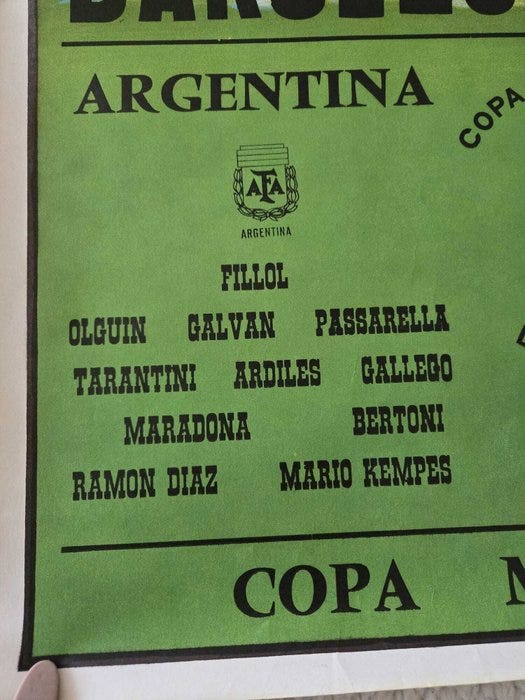 ARGENTINA
COPA
AFA
ARGENTINA
FILLOL
OLGUIN GALVAN PASSARELLA
TARANTINI ARDILES GALLEGO
MARADONA BERTONI
RAMON DIAZ MARIO KEMPES
COPA M